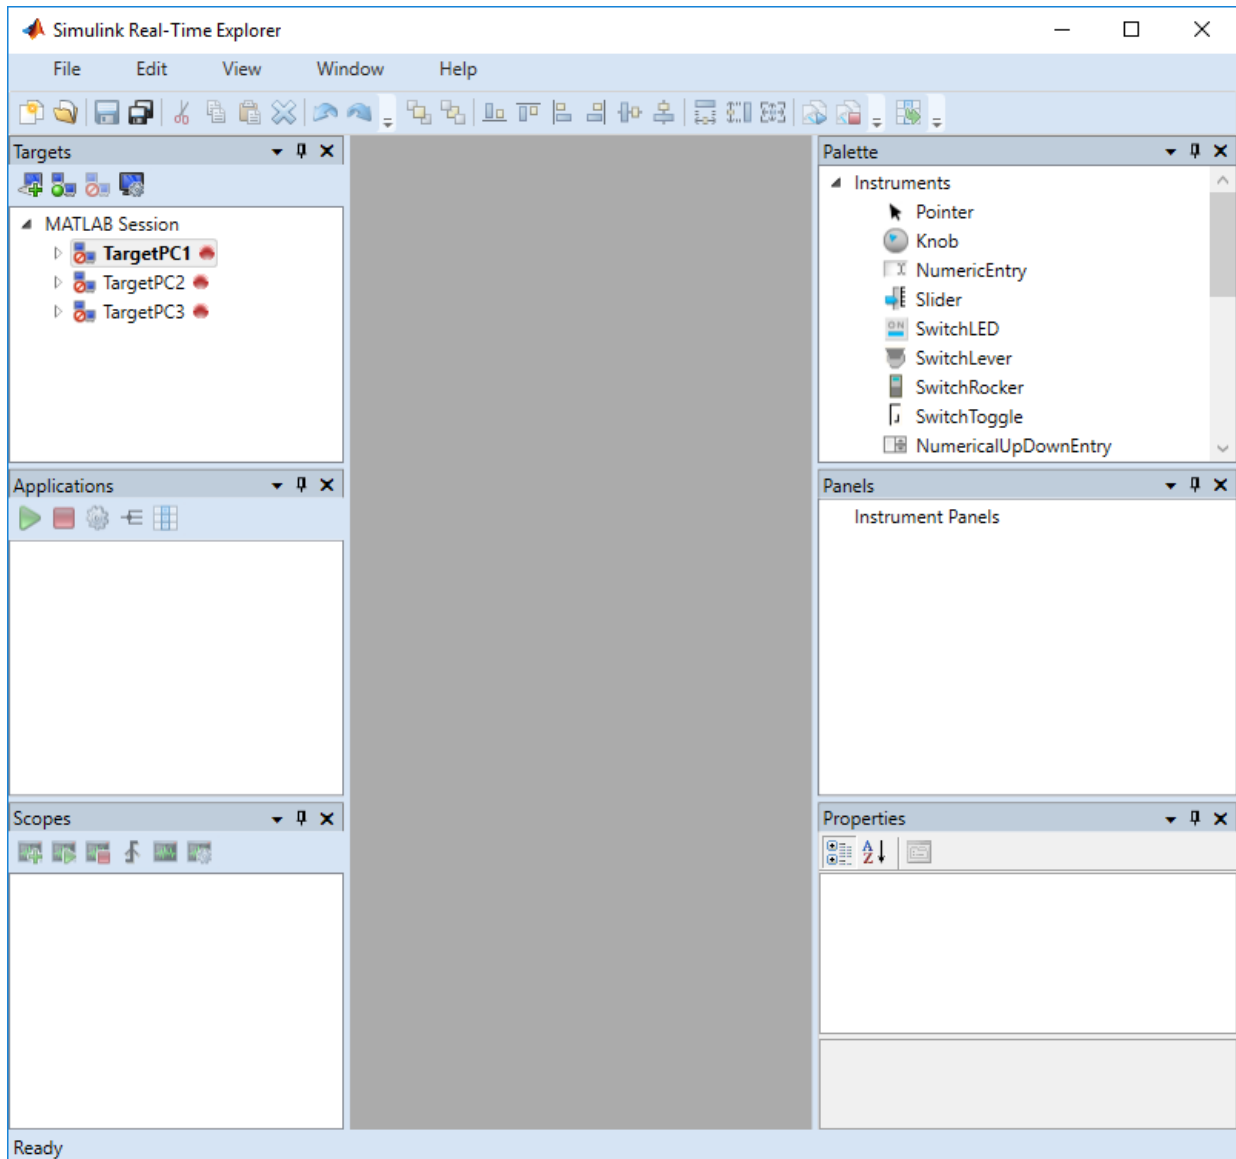 Simulink Real-Time Explorer
File Edit View Window Help
Targets
MATLAB Session
TargetPC1
TargetPC2
TargetPC3
Applications
Scopes
Palette
Instruments
Pointer
Knob
NumericEntry
Slider
ON
SwitchLED
SwitchLever
SwitchRocker
SwitchToggle
NumericalUpDownEntry
Panels
Instrument Panels
Properties
A
Z
Ready